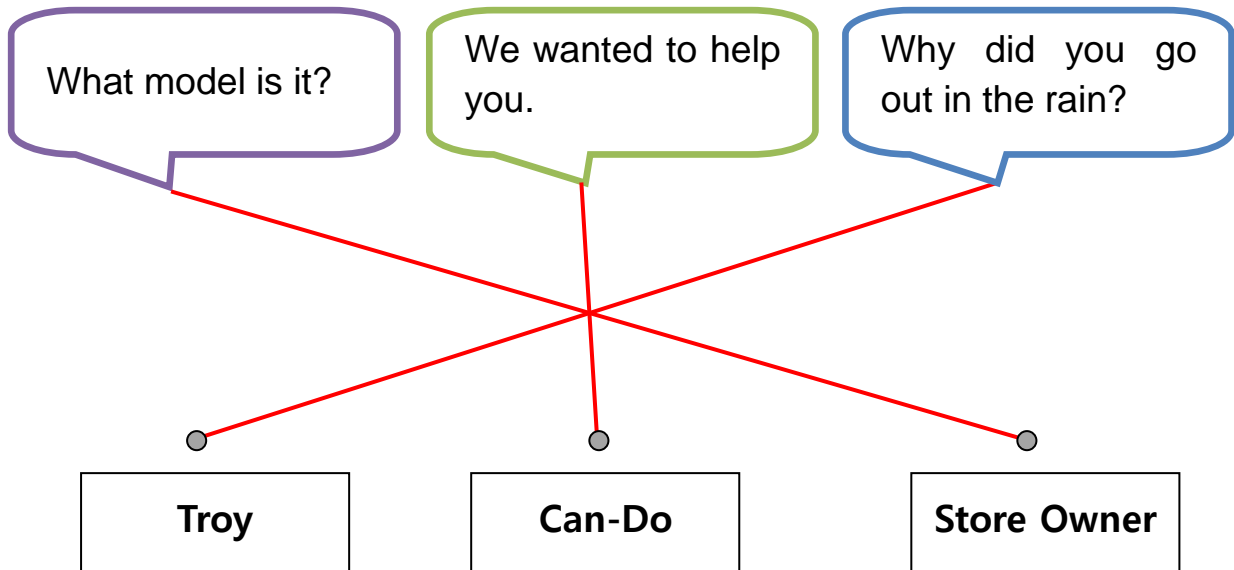 What model is it?
We wanted to help
you.
Why did you go
out in the rain?
Troy
Can-Do
Store Owner